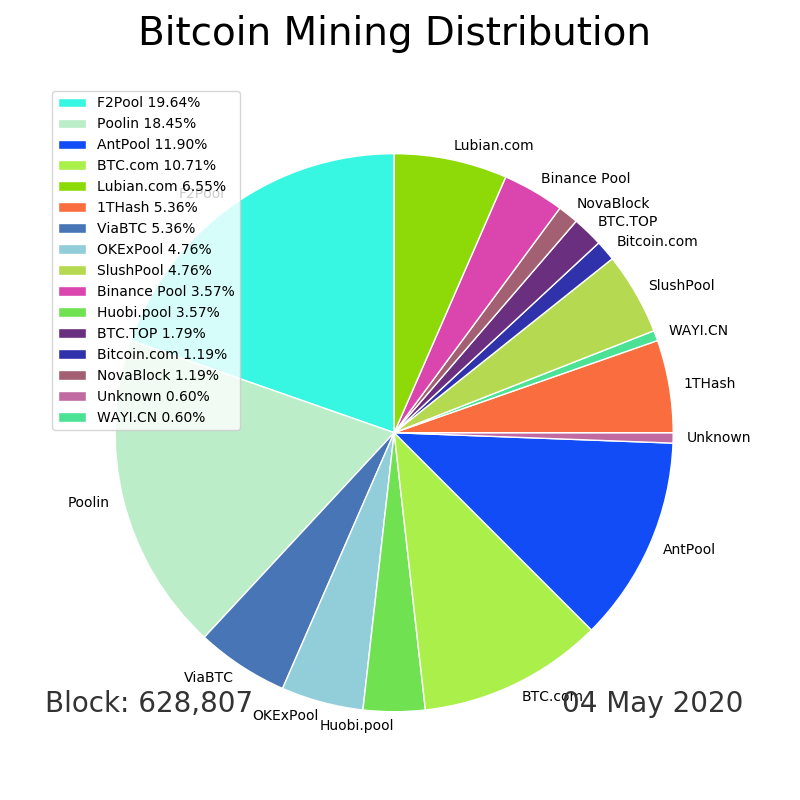 Bitcoin Mining Distribution
F2Pool 19.64%
Poolin 18.45%
AntPool 11.90%
BTC.com 10.71%
Lubian.com 6.55%
1THash 5.36%
ViaBTC 5.36%
OKExPool 4.76%
SlushPool 4.76%
Binance Pool 3.57%
Huobi.pool 3.57%
BTC.TOP 1.79%
Bitcoin.com 1.19%
NovaBlock 1.19%
Unknown 0.60%
WAYI.CN 0.60%
F2Pool
Lubian.com
Binance Pool
NovaBlock
BTC.TOP
Bitcoin.com
SlushPool
WAYI.CN
1THash
Unknown
AntPool
BTC.com
Huobi.pool
OKExPool
ViaBTC
Poolin
Block: 628,807
04 May 2020